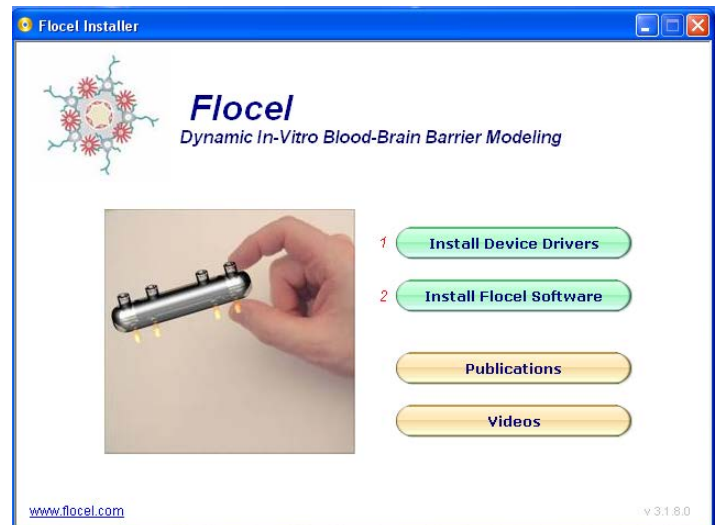 Flocel Installer
Flocel
Dynamic In-Vitro Blood-Brain Barrier Modeling
1 Install Device Drivers
2 Install Flocel Software
Publications
Videos
www.flocel.com
v 3.1.8.0